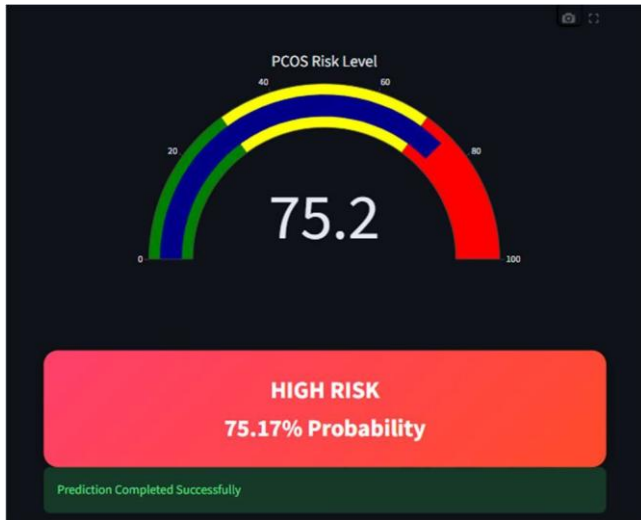 PCOS Risk Level
40
60
20
80
75.2
0
100
HIGH RISK
75.17% Probability
Prediction Completed Successfully